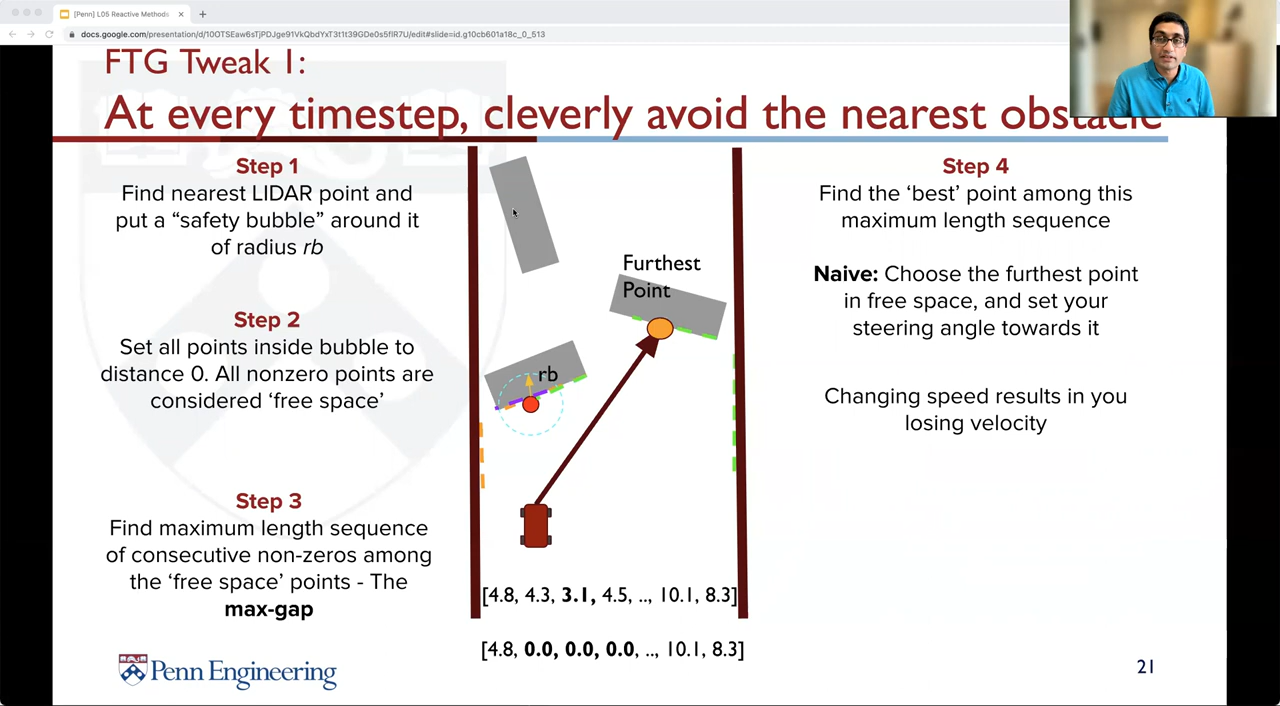 [Penn] L05 Reactive Methods
docs.google.com/presentation/d/10OTSEaw6sTjPDJge91VkQbdYxT3t1t39GDe0s5flR7U/edit#slide=id.g10cb601a18c_0_513
FTG Tweak 1:
At every timestep, cleverly avoid the nearest obstacle
Step 1
Find nearest LIDAR point and
put a “safety bubble” around it
of radius rb
Step 2
Set all points inside bubble to
distance 0. All nonzero points are
considered ‘free space’
Step 3
Find maximum length sequence
of consecutive non-zeros among
the ‘free space’ points - The
max-gap
Furthest
Point
rb
[4.8, 4.3, 3.1, 4.5, .., 10.1, 8.3]
[4.8, 0.0, 0.0, 0.0, .., 10.1, 8.3]
Step 4
Find the ‘best’ point among this
maximum length sequence
Naive: Choose the furthest point
in free space, and set your
steering angle towards it
Changing speed results in you
losing velocity
Penn Engineering
21